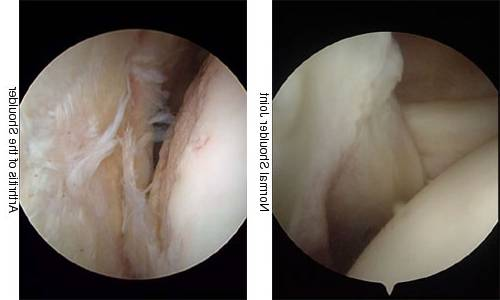 Arthritis of the Shoulder
Normal Shoulder Joint